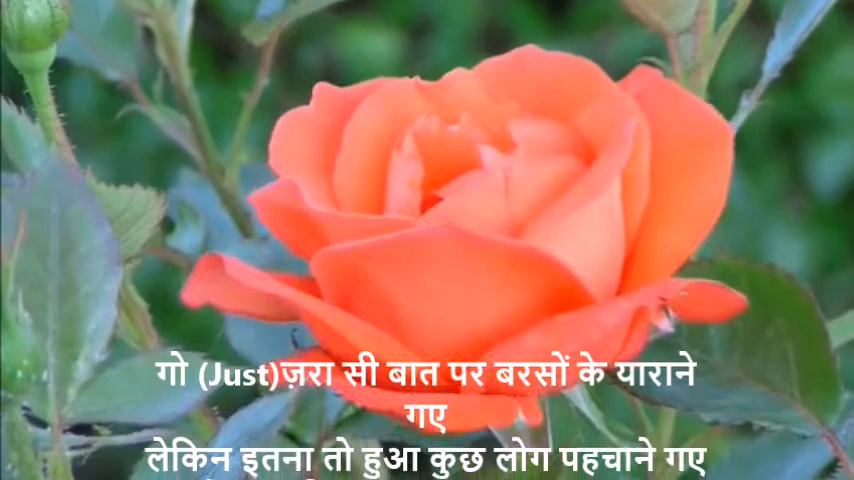 गो (Just)ज़रा सी बात पर बरसों के याराने
गए
लेकिन इतना तो हुआ कुछ लोग पहचाने गए